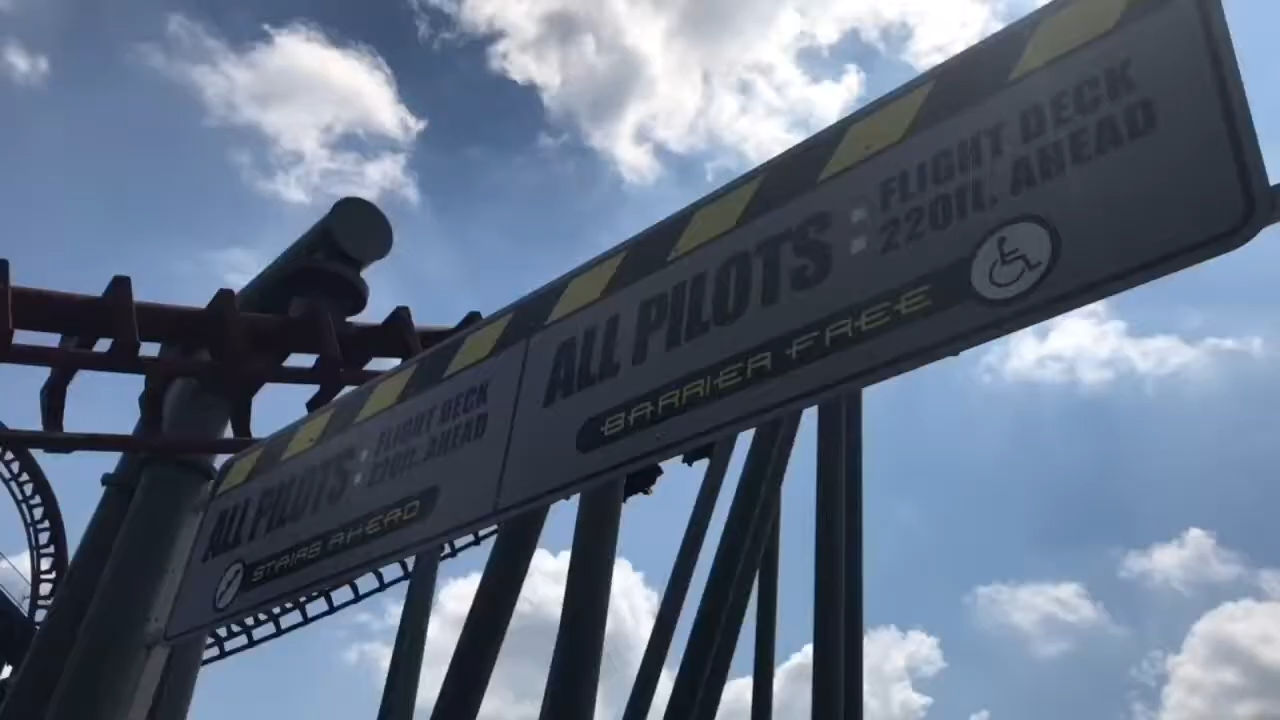 ALL PILOTS:
FLIGHT DECK
220ft. AHEAD
STAIRS AHEAD
ALL PILOTS:
FLIGHT DECK
220ft. AHEAD
BARRIER FREE